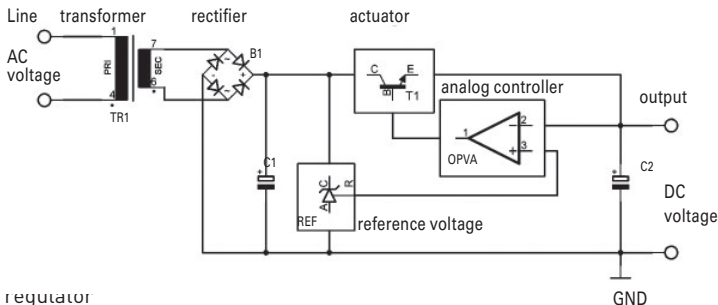 Line transformer rectifier actuator
AC
voltage
1
PRI
4
TR1
7
SEC
6
B1
~
~
-
+
C E
B T1
analog controller
1
2
3
OPVA
output
C1
+
C2
+
A C R
REF
reference voltage
DC
voltage
GND
regulator